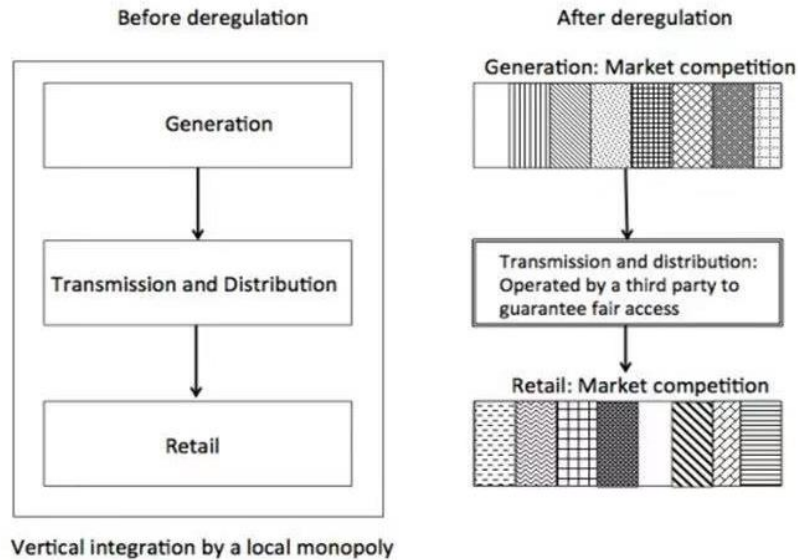 Before deregulation
Generation
Transmission and Distribution
Retail
Vertical integration by a local monopoly
After deregulation
Generation: Market competition
Transmission and distribution:
Operated by a third party to
guarantee fair access
Retail: Market competition